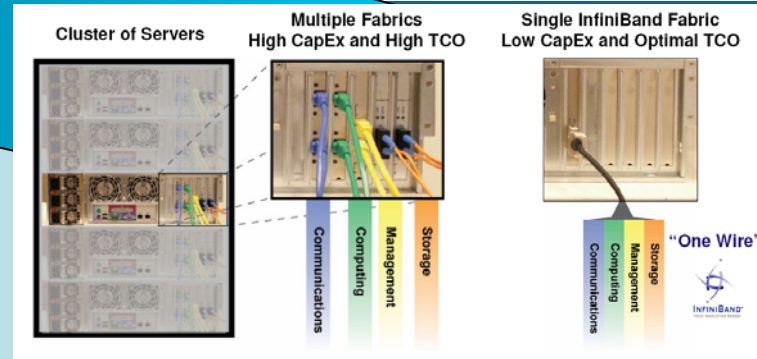 Cluster of Servers
Multiple Fabrics
High CapEx and High TCO
Single InfiniBand Fabric
Low CapEx and Optimal TCO
Communications
Computing
Management
Storage
Communications
Computing
Management
Storage
"One Wire"
INFINIBAND